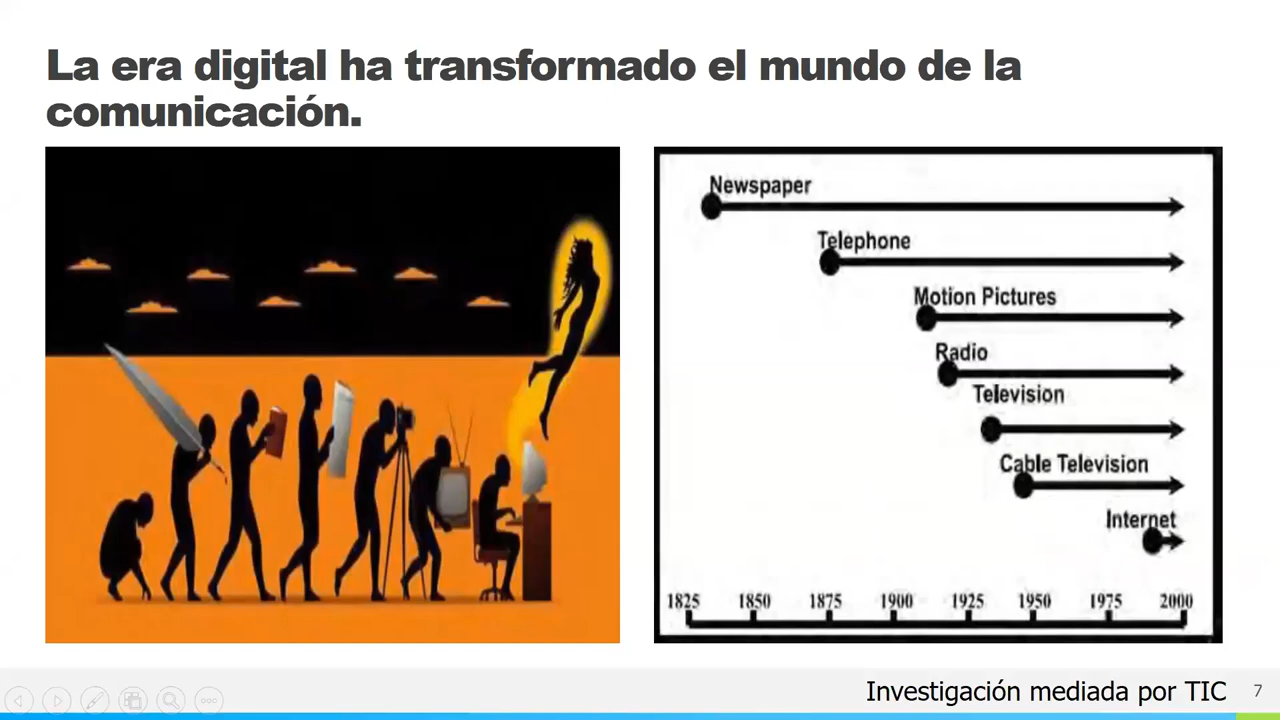 La era digital ha transformado el mundo de la
comunicación.
Newspaper
Telephone
Motion Pictures
Radio
Television
Cable Television
Internet
1825 1850 1875 1900 1925 1950 1975 2000
Investigación mediada por TIC 7